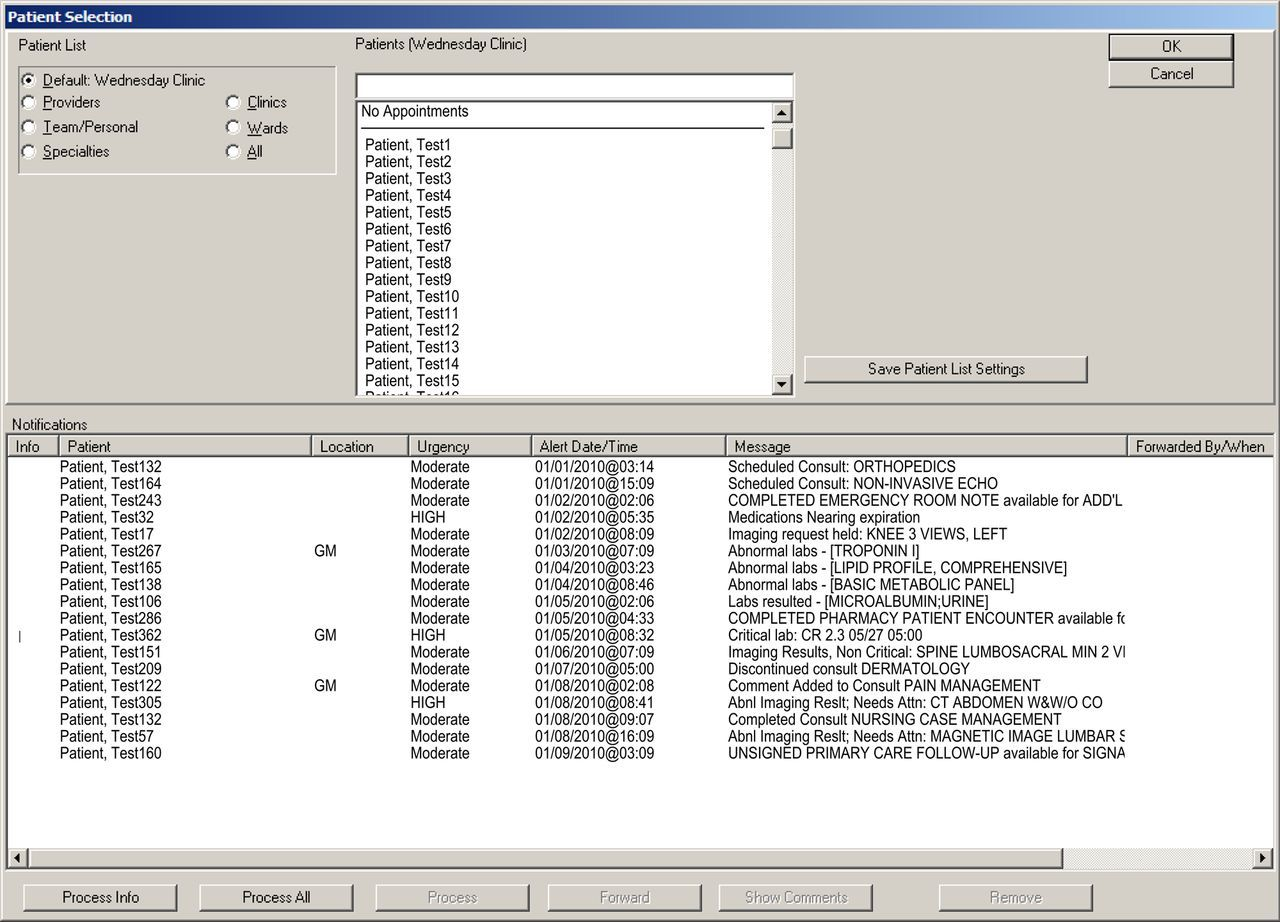 Patient Selection
Patient List
Default: Wednesday Clinic
Providers Clinics
Team/Personal Wards
Specialties All
Patients (Wednesday Clinic)
No Appointments
Patient, Test1
Patient, Test2
Patient, Test3
Patient, Test4
Patient, Test5
Patient, Test6
Patient, Test7
Patient, Test8
Patient, Test9
Patient, Test10
Patient, Test11
Patient, Test12
Patient, Test13
Patient, Test14
Patient, Test15
OK
Cancel
Save Patient List Settings
Notifications
Info Patient Location Urgency Alert Date/Time Message Forwarded By/When
Patient, Test132 Moderate 01/01/2010@03:14 Scheduled Consult: ORTHOPEDICS
Patient, Test164 Moderate 01/01/2010@15:09 Scheduled Consult: NON-INVASIVE ECHO
Patient, Test243 Moderate 01/02/2010@02:06 COMPLETED EMERGENCY ROOM NOTE available for ADD'L
Patient, Test32 HIGH 01/02/2010@05:35 Medications Nearing expiration
Patient, Test17 Moderate 01/02/2010@08:09 Imaging request held: KNEE 3 VIEWS, LEFT
Patient, Test267 GM Moderate 01/03/2010@07:09 Abnormal labs - [TROPONIN I]
Patient, Test165 Moderate 01/04/2010@03:23 Abnormal labs - [LIPID PROFILE, COMPREHENSIVE]
Patient, Test138 Moderate 01/04/2010@08:46 Abnormal labs - [BASIC METABOLIC PANEL]
Patient, Test106 Moderate 01/05/2010@02:06 Labs resulted - [MICROALBUMIN;URINE]
Patient, Test286 Moderate 01/05/2010@04:33 COMPLETED PHARMACY PATIENT ENCOUNTER available
I Patient, Test362 GM HIGH 01/05/2010@08:32 Critical lab: CR 2.3 05/27 05:00
Patient, Test151 Moderate 01/06/2010@07:09 Imaging Results, Non Critical: SPINE LUMBOSACRAL MIN 2
Patient, Test209 Moderate 01/07/2010@05:00 Discontinued consult DERMATOLOGY
Patient, Test122 GM Moderate 01/08/2010@02:08 Comment Added to Consult PAIN MANAGEMENT
Patient, Test305 HIGH 01/08/2010@08:41 Abnl Imaging Reslt; Needs Attn: CT ABDOMEN W&W/O CO
Patient, Test132 Moderate 01/08/2010@09:07 Completed Consult NURSING CASE MANAGEMENT
Patient, Test57 Moderate 01/08/2010@16:09 Abnl Imaging Reslt; Needs Attn: MAGNETIC IMAGE LUMBAR
Patient, Test160 Moderate 01/09/2010@03:09 UNSIGNED PRIMARY CARE FOLLOW-UP available for SIGNA
Process Info Process All Process Forward Show Comments Remove